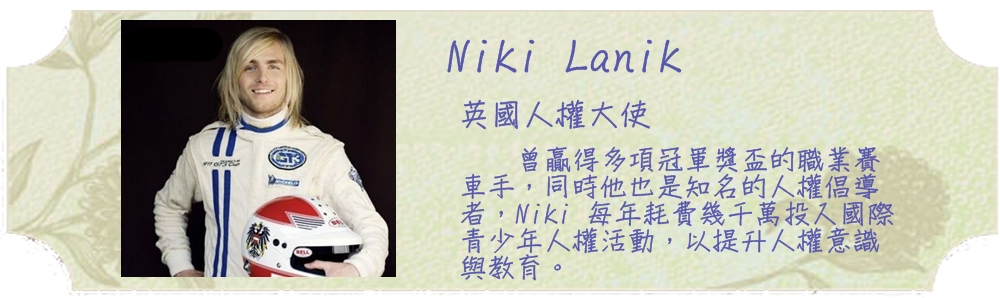 Niki Lanik
英國人權大使
曾贏得多項冠軍獎盃的職業賽
車手，同時他也是知名的人權倡導
者，Niki 每年耗費幾千萬投入國際
青少年人權活動，以提升人權意識
與教育。
GT3
MICHELIN
BELL